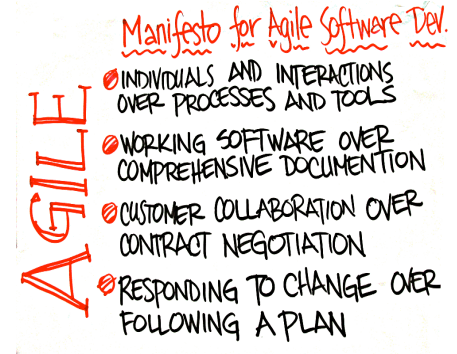 Manifesto for Agile Software Dev.
AGILE
INDIVIDUALS AND INTERACTIONS
OVER PROCESSES AND TOOLS
WORKING SOFTWARE OVER
COMPREHENSIVE DOCUMENTION
CUSTOMER COLLABORATION OVER
CONTRACT NEGOTIATION
RESPONDING TO CHANGE OVER
FOLLOWING A PLAN